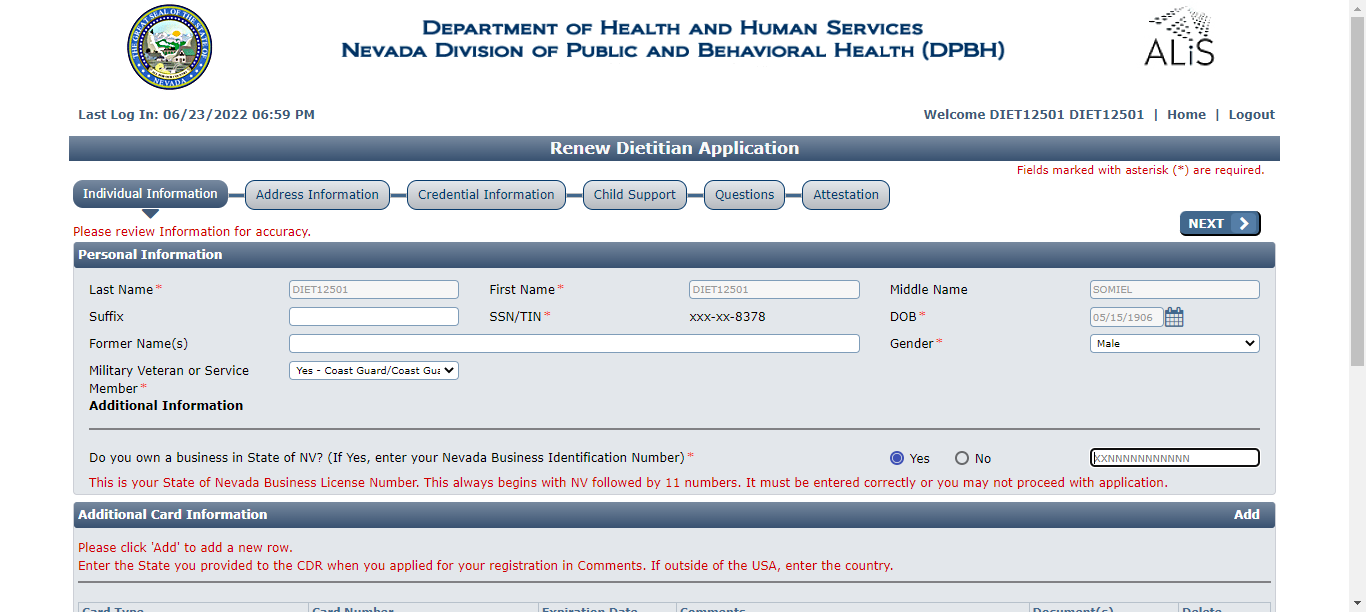 DEPARTMENT OF HEALTH AND HUMAN SERVICES
NEVADA DIVISION OF PUBLIC AND BEHAVIORAL HEALTH (DPBH)
ALiS
Last Log In: 06/23/2022 06:59 PM
Welcome DIET12501 DIET12501 | Home | Logout
Renew Dietitian Application
Fields marked with asterisk (*) are required.
Individual Information
Address Information
Credential Information
Child Support
Questions
Attestation
NEXT
Please review Information for accuracy.
Personal Information
Last Name* DIET12501 First Name* DIET12501 Middle Name SOMIEL
Suffix SSN/TIN* xxx-xx-8378 DOB* 05/15/1906
Former Name(s) Gender* Male
Military Veteran or Service Member* Yes - Coast Guard/Coast Gua
Additional Information
Do you own a business in State of NV? (If Yes, enter your Nevada Business Identification Number)* Yes No XXNNNNNNNNNNN
This is your State of Nevada Business License Number. This always begins with NV followed by 11 numbers. It must be entered correctly or you may not proceed with application.
Additional Card Information Add
Please click 'Add' to add a new row.
Enter the State you provided to the CDR when you applied for your registration in Comments. If outside of the USA, enter the country.
Card Type Card Number Expiration Date Comments Document(s) Delete